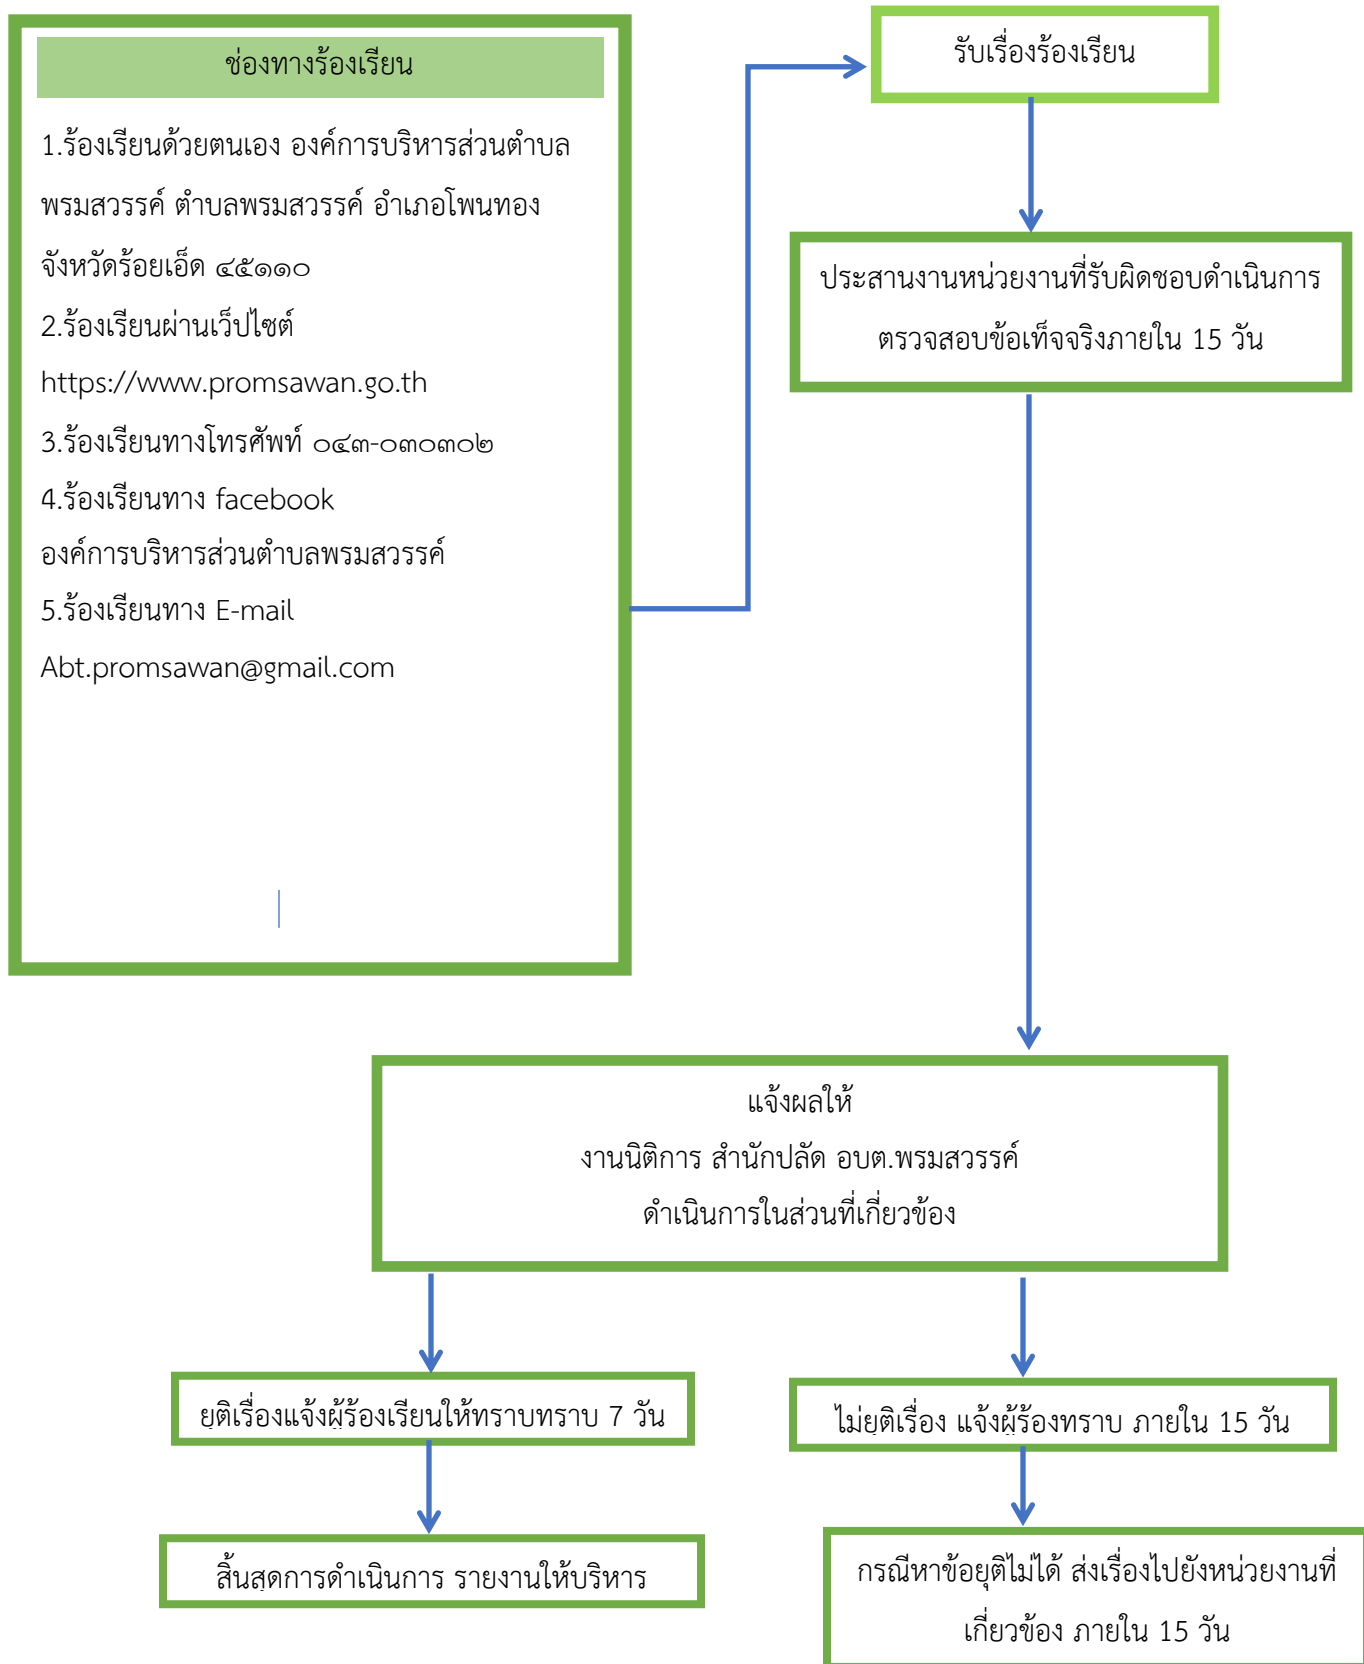 ช่องทางร้องเรียน
1.ร้องเรียนด้วยตนเอง องค์การบริหารส่วนตำบล
พรมสวรรค์ ตำบลพรมสวรรค์ อำเภอโพนทอง
จังหวัดร้อยเอ็ด ๔๕๑๑๐
2.ร้องเรียนผ่านเว็ปไซต์
https://www.promsawan.go.th
3.ร้องเรียนทางโทรศัพท์ ๐๔๓-๐๓๐๓๐๒
4.ร้องเรียนทาง facebook
องค์การบริหารส่วนตำบลพรมสวรรค์
5.ร้องเรียนทาง E-mail
Abt.promsawan@gmail.com
รับเรื่องร้องเรียน
ประสานงานหน่วยงานที่รับผิดชอบดำเนินการ
ตรวจสอบข้อเท็จจริงภายใน 15 วัน
แจ้งผลให้
งานนิติการ สำนักปลัด อบต.พรมสวรรค์
ดำเนินการในส่วนที่เกี่ยวข้อง
ยุติเรื่องแจ้งผู้ร้องเรียนให้ทราบทราบ 7 วัน
ไม่ยุติเรื่อง แจ้งผู้ร้องทราบ ภายใน 15 วัน
สิ้นสุดการดำเนินการ รายงานให้บริหาร
กรณีหาข้อยุติไม่ได้ ส่งเรื่องไปยังหน่วยงานที่
เกี่ยวข้อง ภายใน 15 วัน